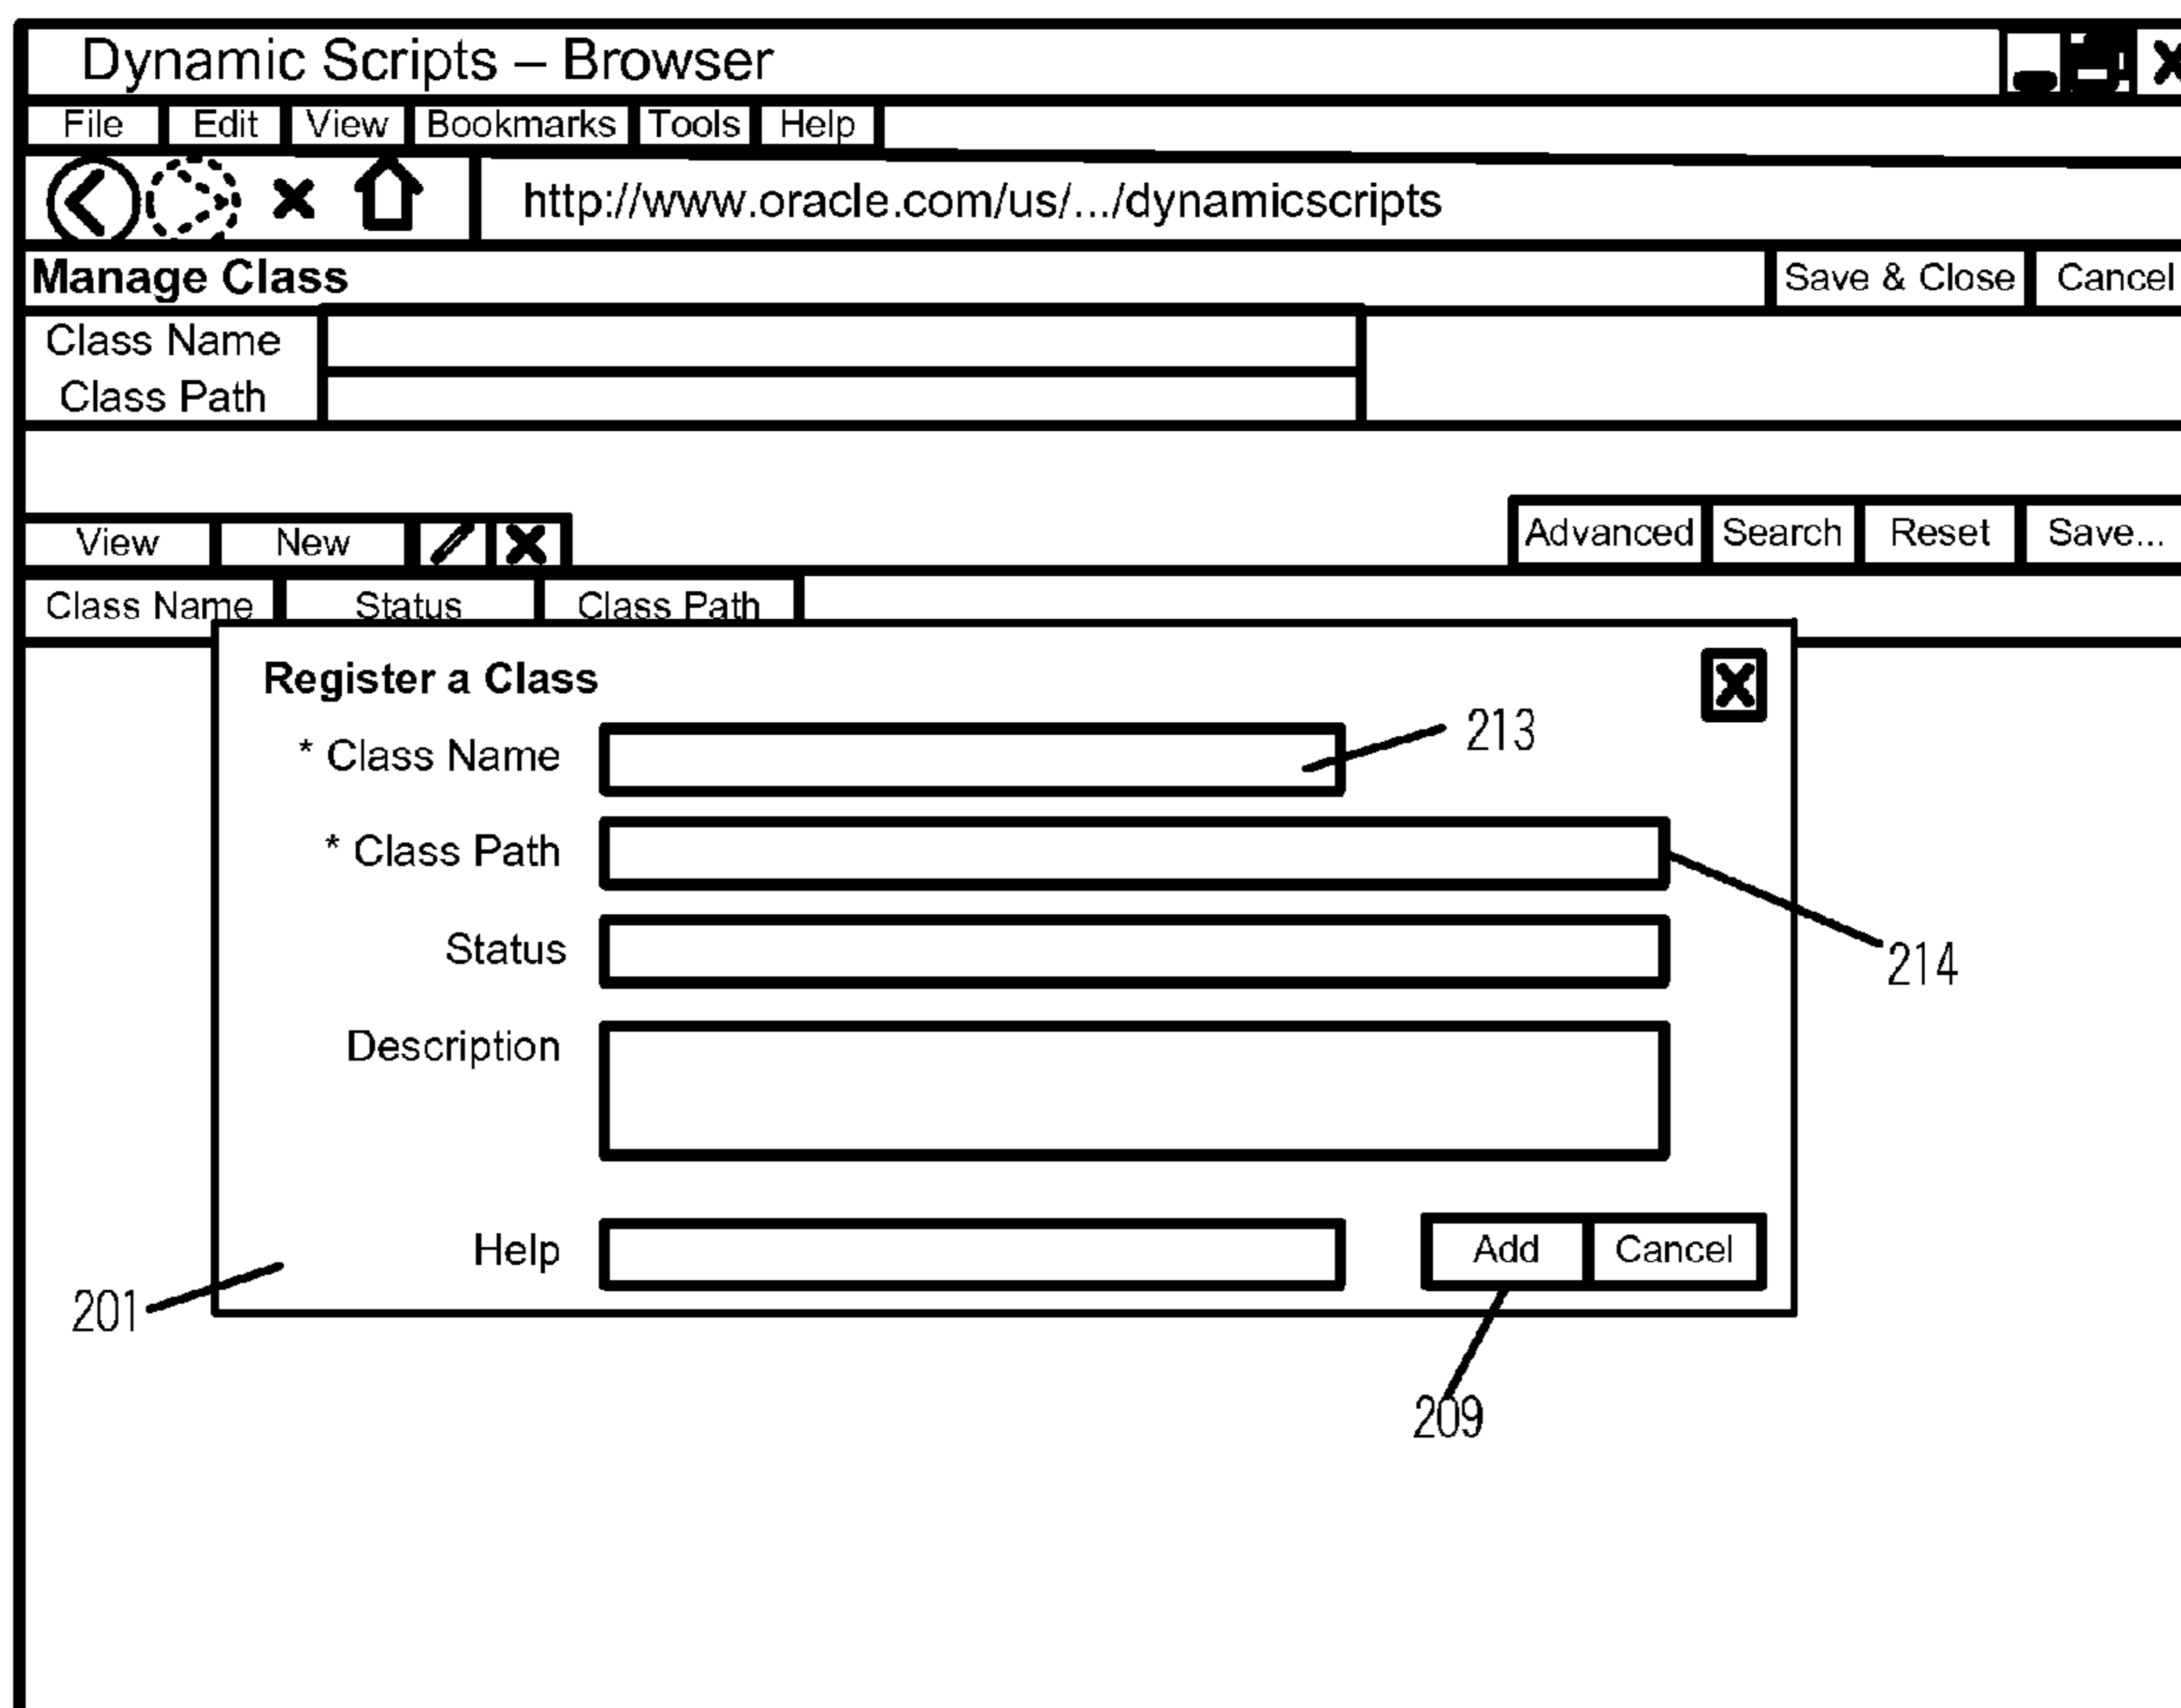 Dynamic Scripts – Browser
File Edit View Bookmarks Tools Help
http://www.oracle.com/us/.../dynamicscripts
Manage Class Save & Close Cancel
Class Name
Class Path
View New Advanced Search Reset Save...
Class Name Status Class Path
Register a Class
* Class Name 213
* Class Path
Status 214
Description
Help Add Cancel
201
209